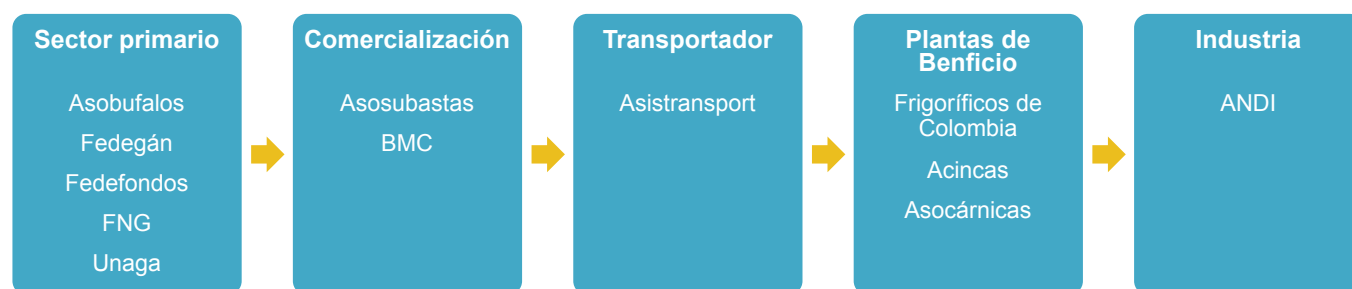 Sector primario
Asobufalos
Fedegán
Fedefondos
FNG
Unaga
Comercialización
Asosubastas
BMC
Transportador
Asistransport
Plantas de
Benficio
Frigoríficos de
Colombia
Acincas
Asocárnicas
Industria
ANDI